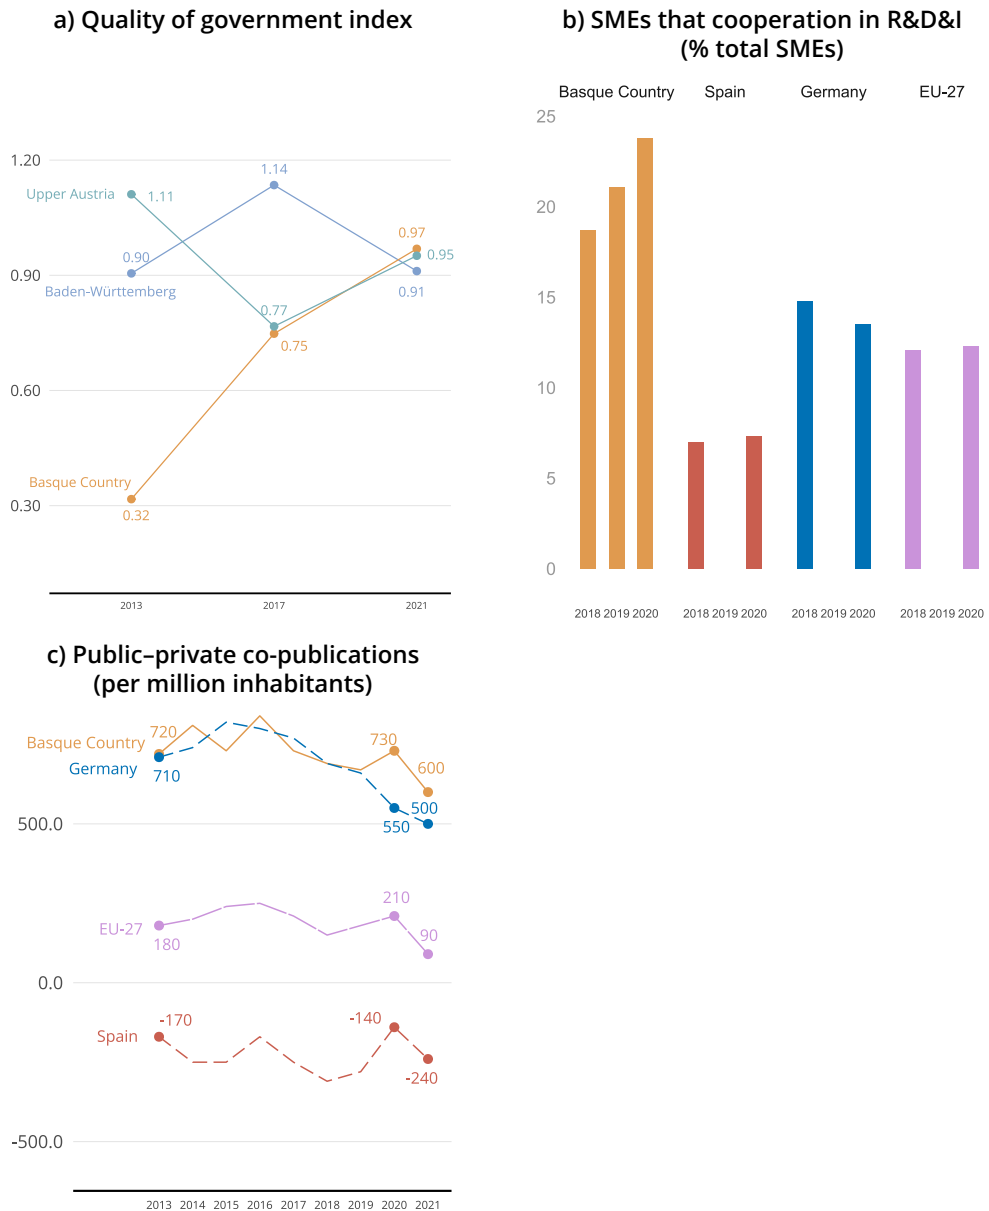 a) Quality of government index
1.20
0.90
0.60
0.30
Upper Austria
1.11
0.90
Baden-Württemberg
1.14
0.77
0.75
0.97
0.95
0.91
Basque Country
0.32
2013 2017 2021
b) SMEs that cooperation in R&D&I
(% total SMEs)
Basque Country Spain Germany EU-27
25
20
15
10
5
0
2018 2019 2020 2018 2019 2020 2018 2019 2020 2018 2019 2020
c) Public–private co-publications
(per million inhabitants)
Basque Country
720
730
600
Germany
710
550
500
500.0
EU-27
180
210
90
0.0
Spain
-170
-140
-240
-500.0
2013 2014 2015 2016 2017 2018 2019 2020 2021